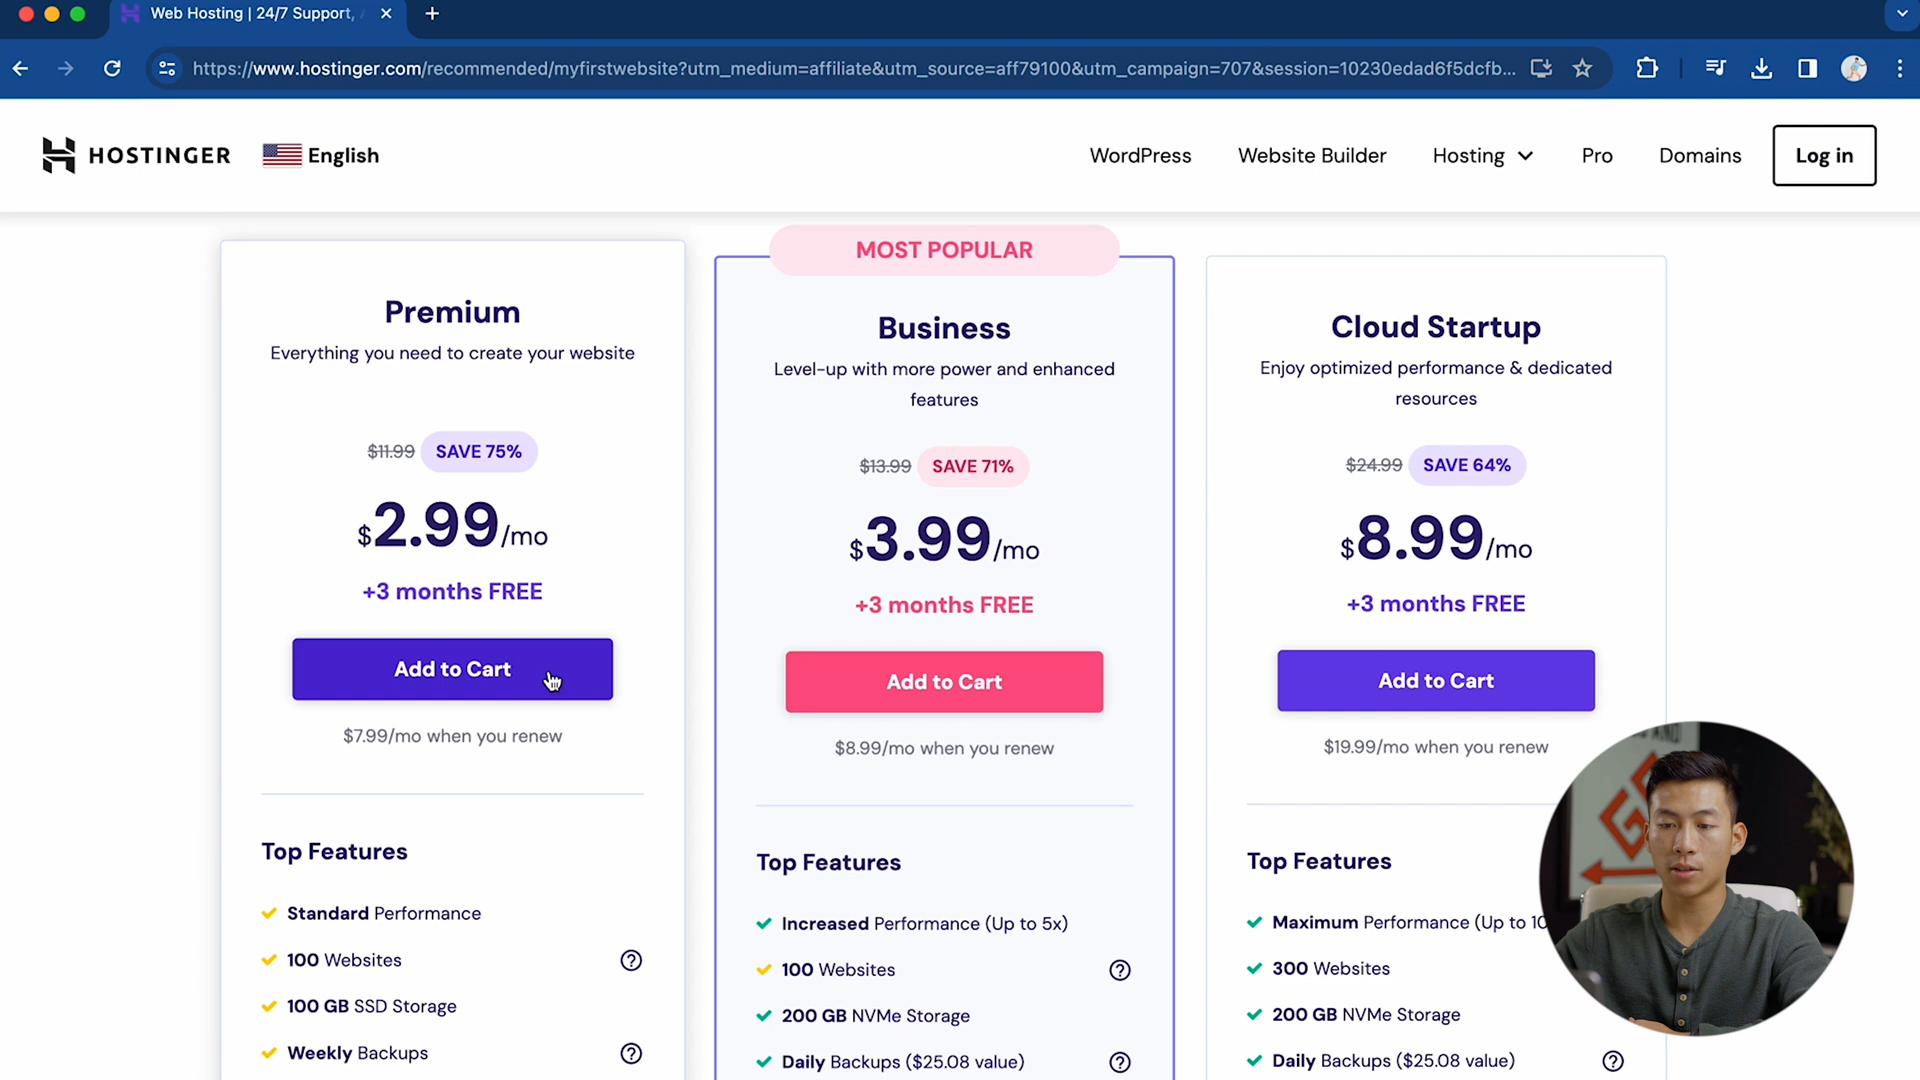 Web Hosting | 24/7 Support,
https://www.hostinger.com/recommended/myfirstwebsite?utm_medium=affiliate&utm_source=aff79100&utm_campaign=707&session=10230edad6f5dcfb...
HOSTINGER
English
WordPress
Website Builder
Hosting
Pro
Domains
Log in
Premium
Everything you need to create your website
$11.99 SAVE 75%
$2.99/mo
+3 months FREE
Add to Cart
$7.99/mo when you renew
Top Features
Standard Performance
100 Websites
100 GB SSD Storage
Weekly Backups
MOST POPULAR
Business
Level-up with more power and enhanced
features
$13.99 SAVE 71%
$3.99/mo
+3 months FREE
Add to Cart
$8.99/mo when you renew
Top Features
Increased Performance (Up to 5x)
100 Websites
200 GB NVMe Storage
Daily Backups ($25.08 value)
Cloud Startup
Enjoy optimized performance & dedicated
resources
$24.99 SAVE 64%
$8.99/mo
+3 months FREE
Add to Cart
$19.99/mo when you renew
Top Features
Maximum Performance (Up to 10
300 Websites
200 GB NVMe Storage
Daily Backups ($25.08 value)